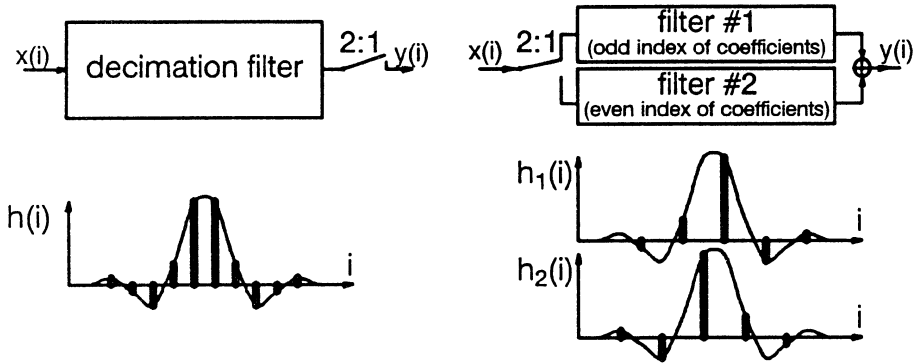 x(i)
decimation filter
2:1
y(i)
h(i)
i
x(i)
2:1
filter #1
(odd index of coefficients)
filter #2
(even index of coefficients)
y(i)
h1(i)
i
h2(i)
i